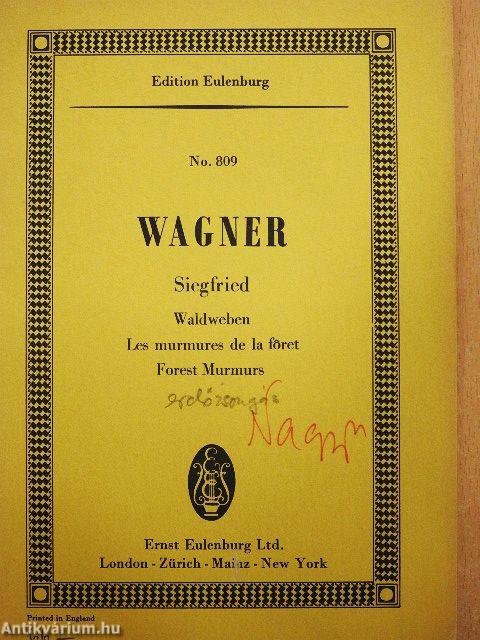 Edition Eulenburg
No. 809
WAGNER
Siegfried
Waldweben
Les murmures de la fôret
Forest Murmurs
erdőzsongás
Nagy
Ernst Eulenburg Ltd.
London - Zürich - Mainz - New York
Printed in England
Antikvárium.hu